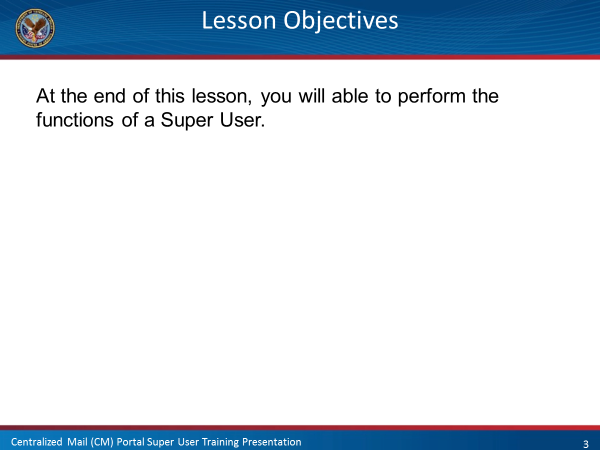 Lesson Objectives
At the end of this lesson, you will able to perform the
functions of a Super User.
Centralized Mail (CM) Portal Super User Training Presentation
3